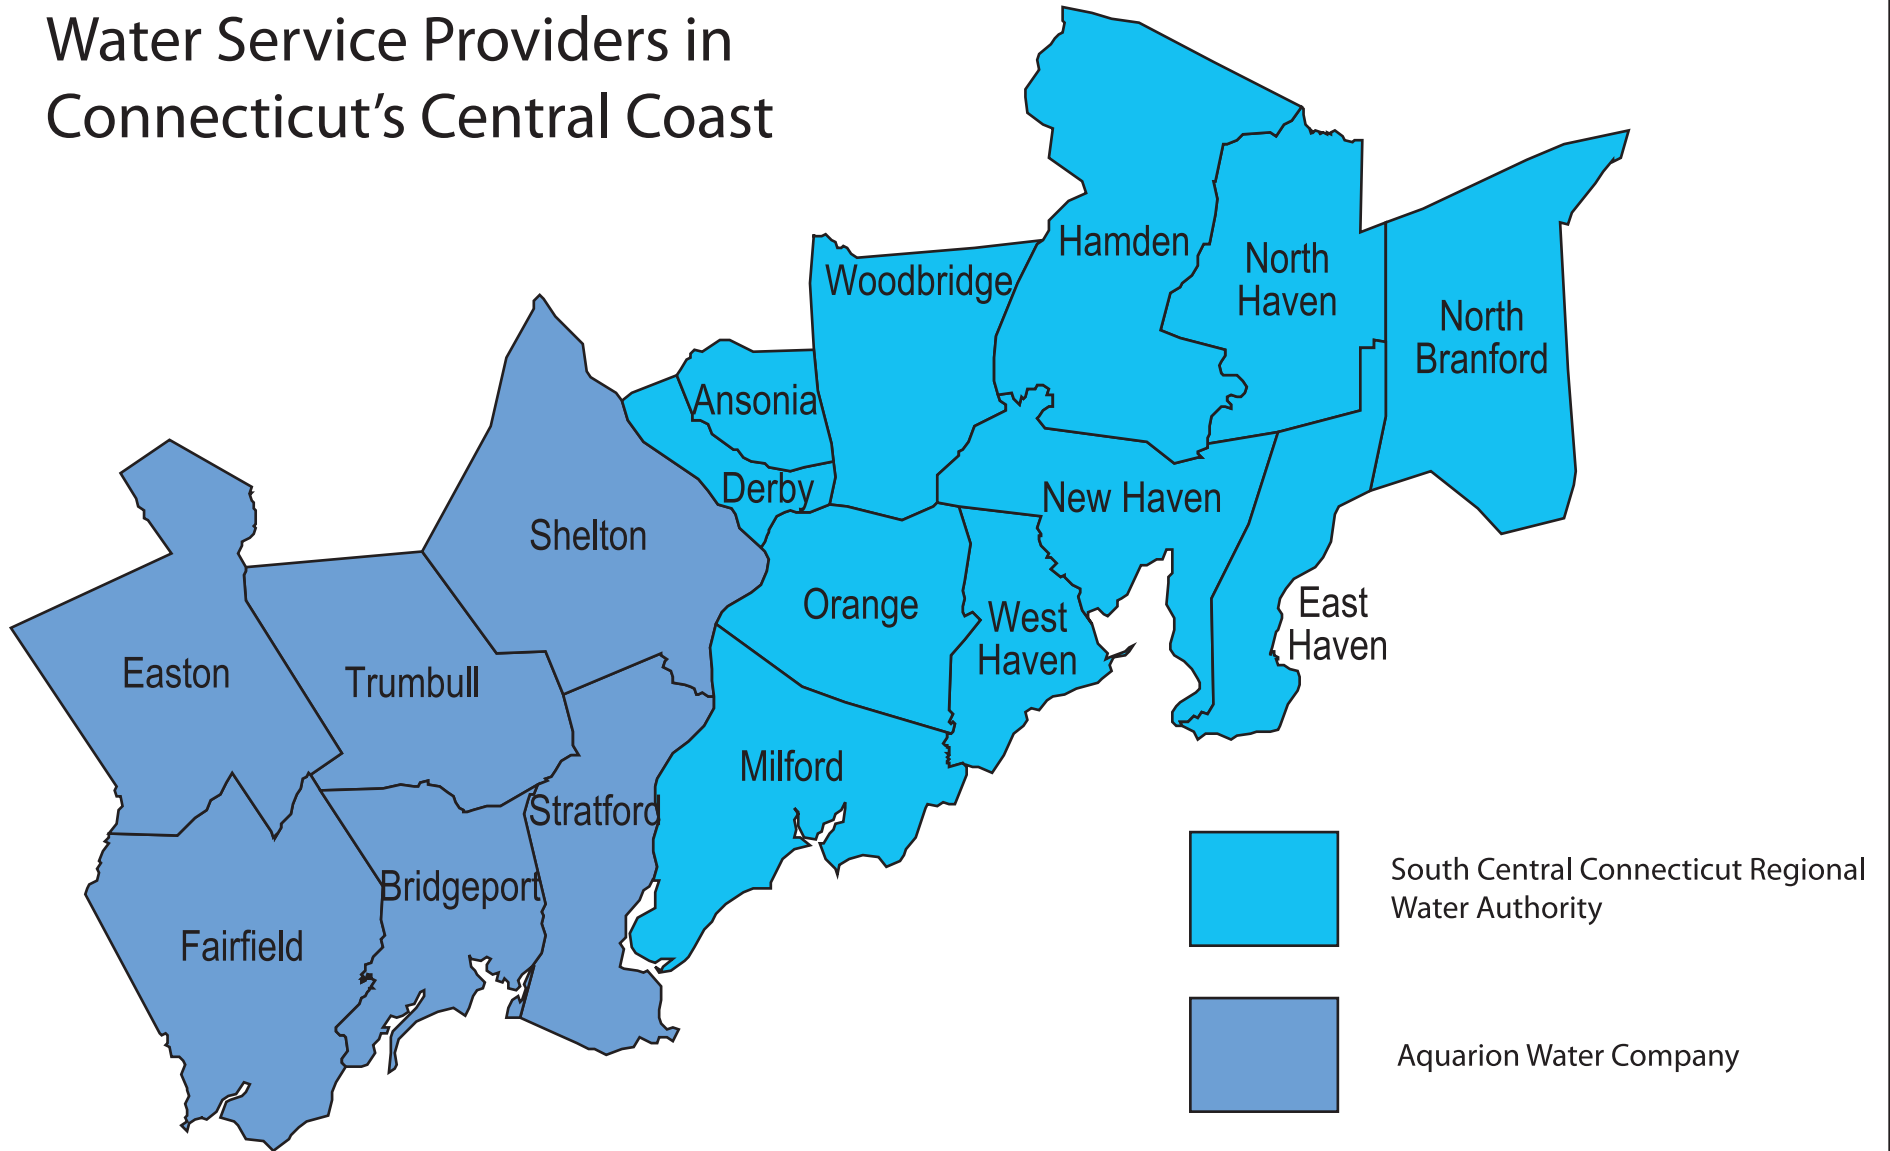 Water Service Providers in
Connecticut's Central Coast
Hamden
North
Haven
Woodbridge
North
Branford
Ansonia
Derby
New Haven
Shelton
Orange
West
Haven
East
Haven
Easton
Trumbull
Milford
Stratford
Bridgeport
Fairfield
South Central Connecticut Regional
Water Authority
Aquarion Water Company